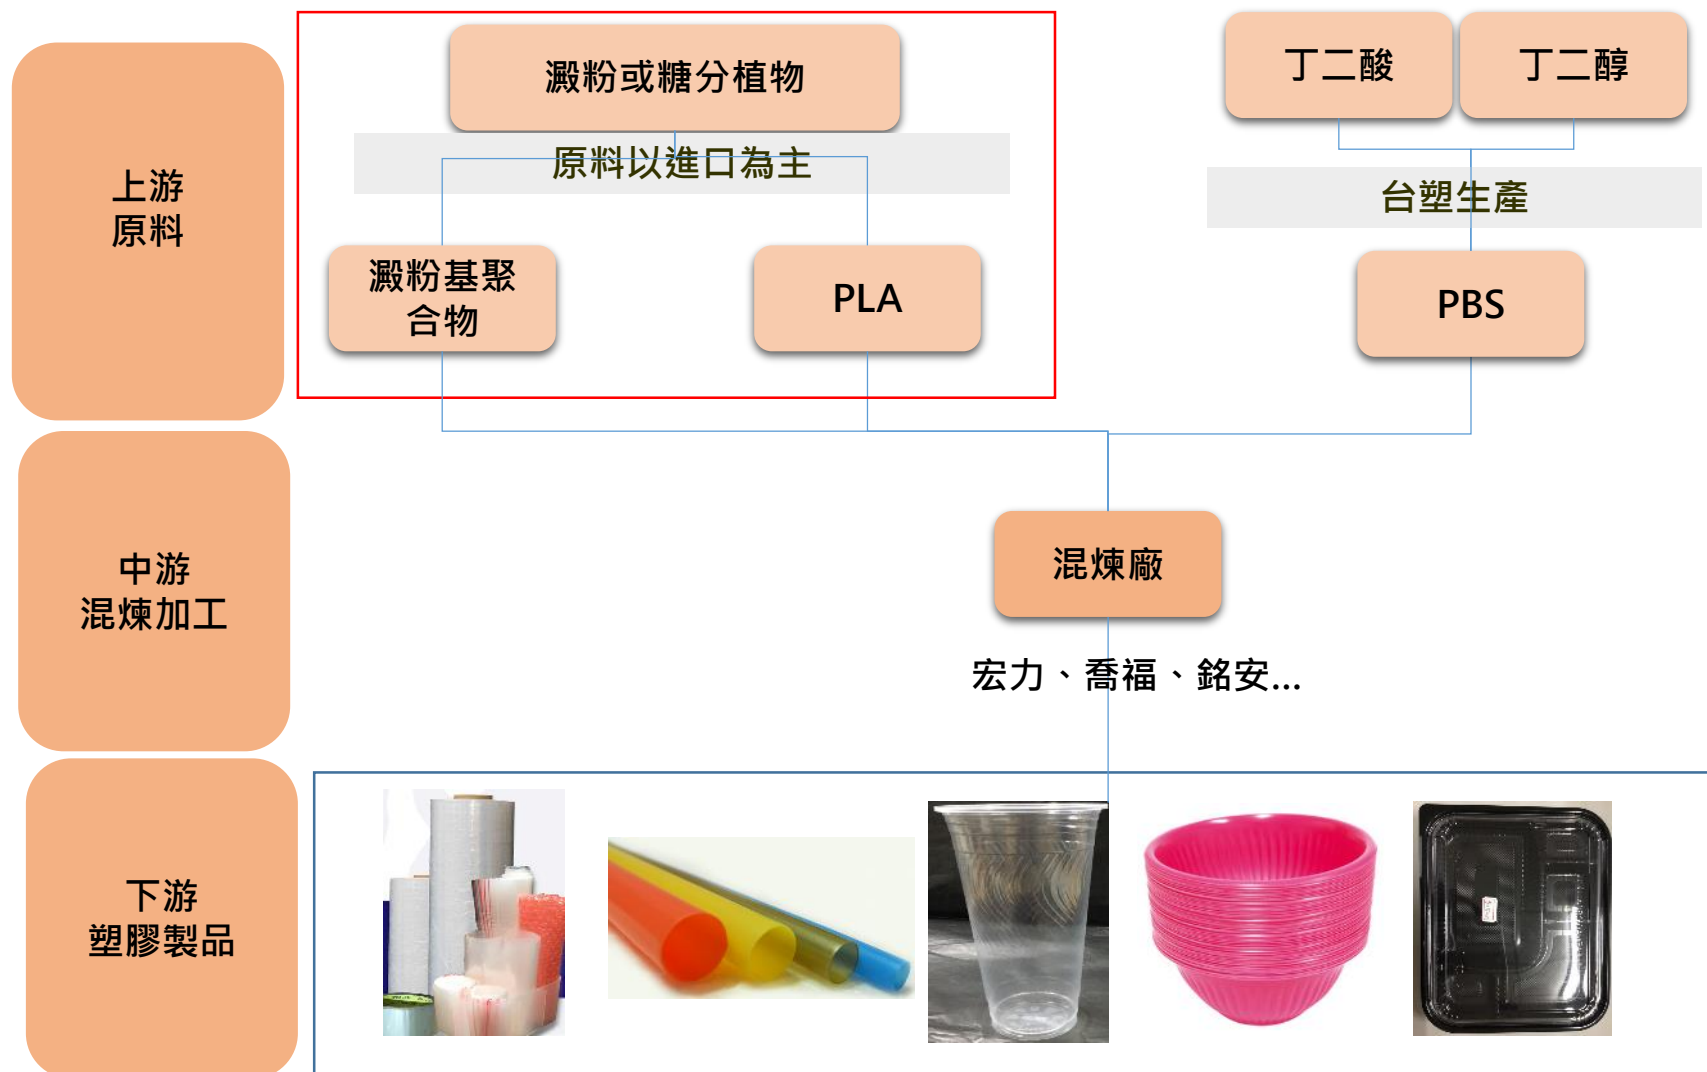 澱粉或糖分植物
丁二酸
丁二醇
原料以進口為主
台塑生產
上游
原料
澱粉基聚
合物
PLA
PBS
中游
混煉加工
混煉廠
宏力、喬福、銘安...
下游
塑膠製品